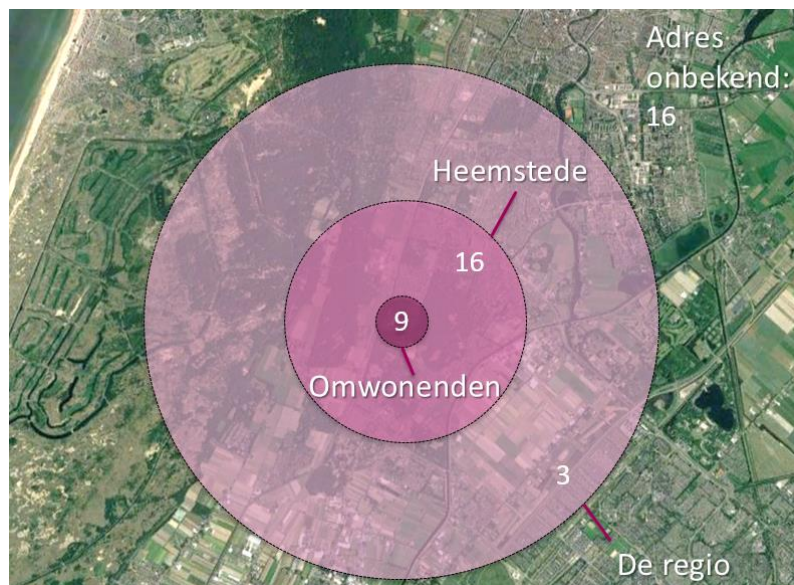 Adres
onbekend:
16
Heemstede
16
9
Omwonenden
3
De regio